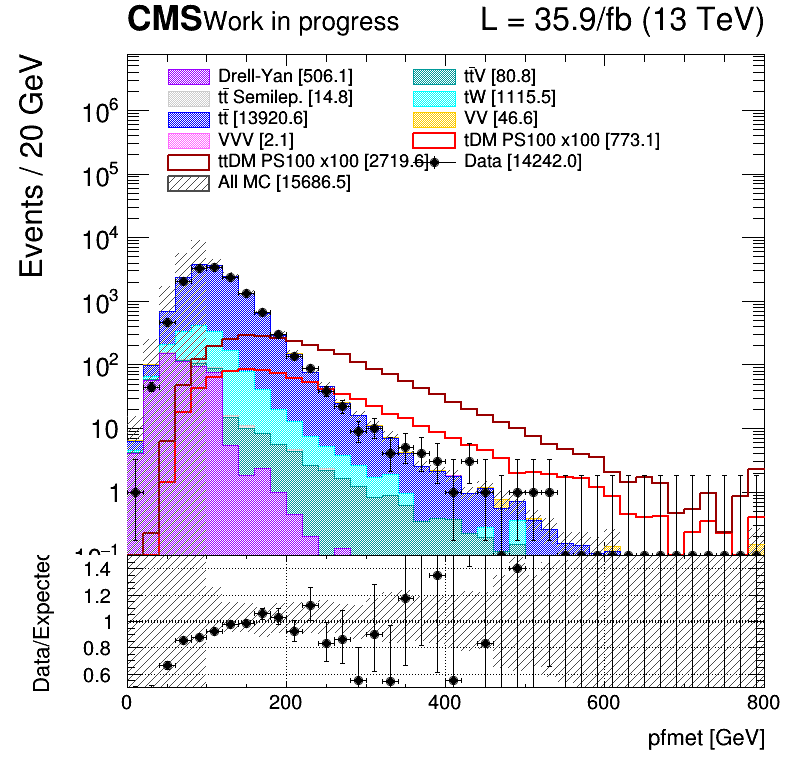 CMS Work in progress L = 35.9/fb (13 TeV)
Events / 20 GeV
Drell-Yan [506.1] tt̄V [80.8]
tt̄ Semilep. [14.8] tW [1115.5]
tt̄ [13920.6] VV [46.6]
VVV [2.1] tDM PS100 x100 [773.1]
ttDM PS100 x100 [2719.6] Data [14242.0]
All MC [15686.5]
10⁶
10⁵
10⁴
10³
10²
10
1
10⁻¹
Data/Expected
1.4
1.2
1
0.8
0.6
0 200 400 600 800
pfmet [GeV]